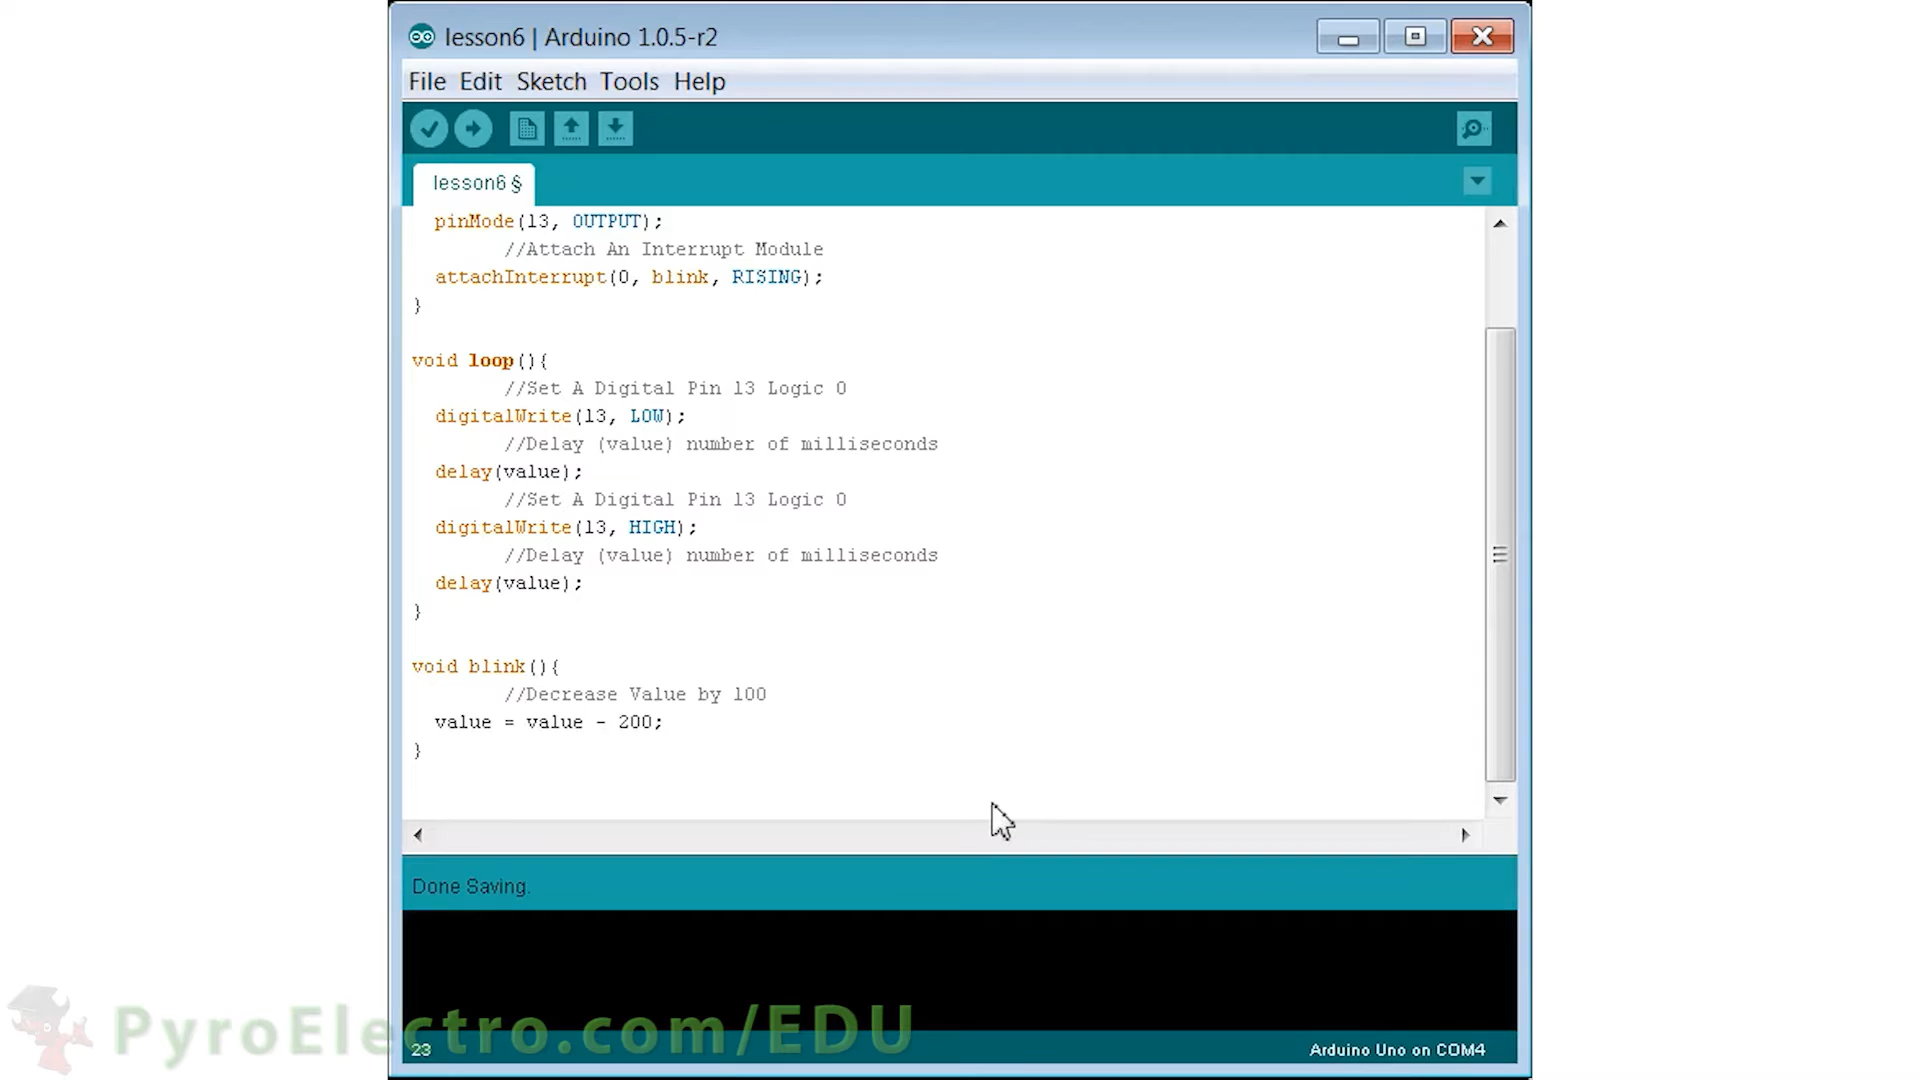 lesson6 | Arduino 1.0.5-r2
File Edit Sketch Tools Help
lesson6 §
pinMode(13, OUTPUT);
//Attach An Interrupt Module
attachInterrupt(0, blink, RISING);
}
void loop(){
//Set A Digital Pin 13 Logic 0
digitalWrite(13, LOW);
//Delay (value) number of milliseconds
delay(value);
//Set A Digital Pin 13 Logic 0
digitalWrite(13, HIGH);
//Delay (value) number of milliseconds
delay(value);
}
void blink(){
//Decrease Value by 100
value = value - 200;
}
Done Saving.
PyroElectro.com/EDU
23
Arduino Uno on COM4